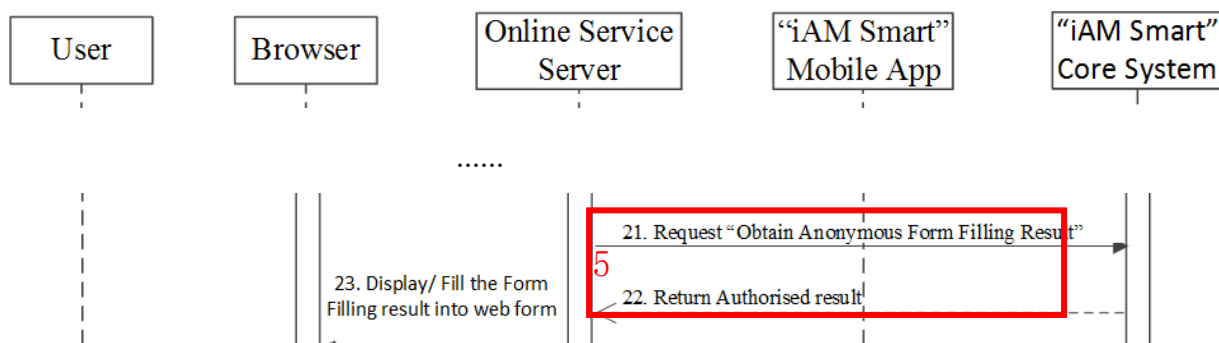 User
Browser
Online Service
Server
“iAM Smart”
Mobile App
“iAM Smart”
Core System
......
21. Request “Obtain Anonymous Form Filling Result”
5
23. Display/ Fill the Form
Filling result into web form
22. Return Authorised result